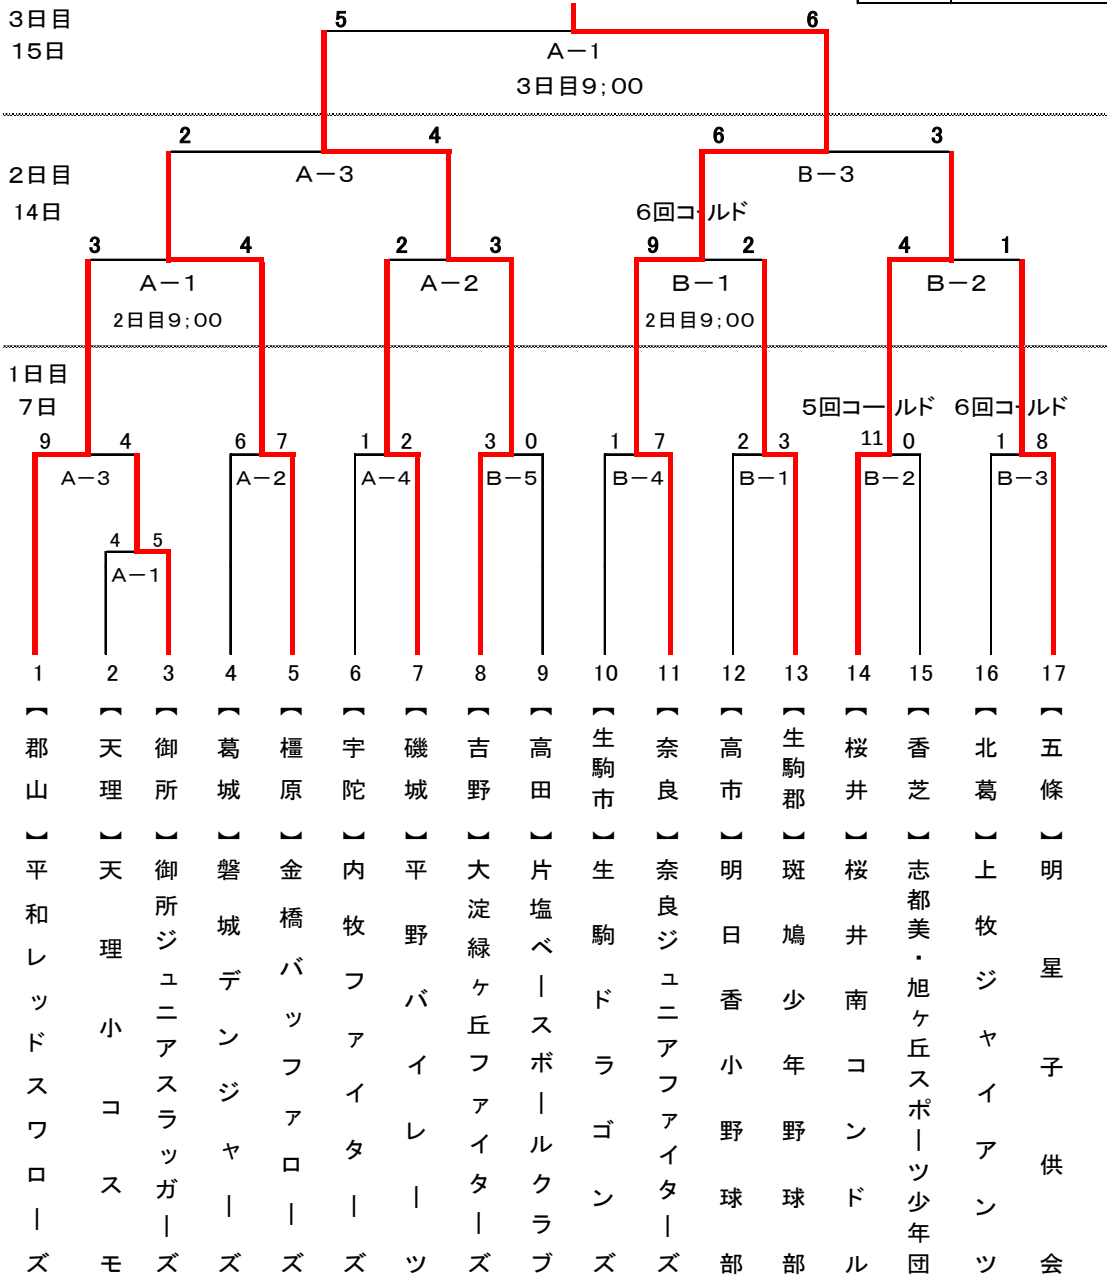 3日目
5
6
15日
A－1
3日目9；00
2
4
6
3
2日目
A－3
B－3
14日
6回コールド
3
4
2
3
9
2
4
1
A－1
A－2
B－1
B－2
2日目9；00
2日目9；00
1日目
7日
5回コールド
6回コールド
9
4
6
7
1
2
3
0
1
7
2
3
11
0
1
8
A－3
A－2
A－4
B－5
B－4
B－1
B－2
B－3
4
5
A－1
1
2
3
4
5
6
7
8
9
10
11
12
13
14
15
16
17
【郡山】平和レッドスワローズ
【天理】天理小コスモ
【御所】御所ジュニアスラッガーズ
【葛城】磐城デンジャーズ
【橿原】金橋バッファローズ
【宇陀】内牧ファイターズ
【磯城】平野バイレーツ
【吉野】大淀緑ヶ丘ファイターズ
【高田】片塩ベースボールクラブ
【生駒市】生駒ドラゴンズ
【奈良】奈良ジュニアファイターズ
【高市】明日香小野球部
【生駒郡】斑鳩少年野球部
【桜井】桜井南コンドル
【香芝】志都美・旭ヶ丘スポーツ少年団
【北葛】上牧ジャイアンツ
【五條】明星子供会